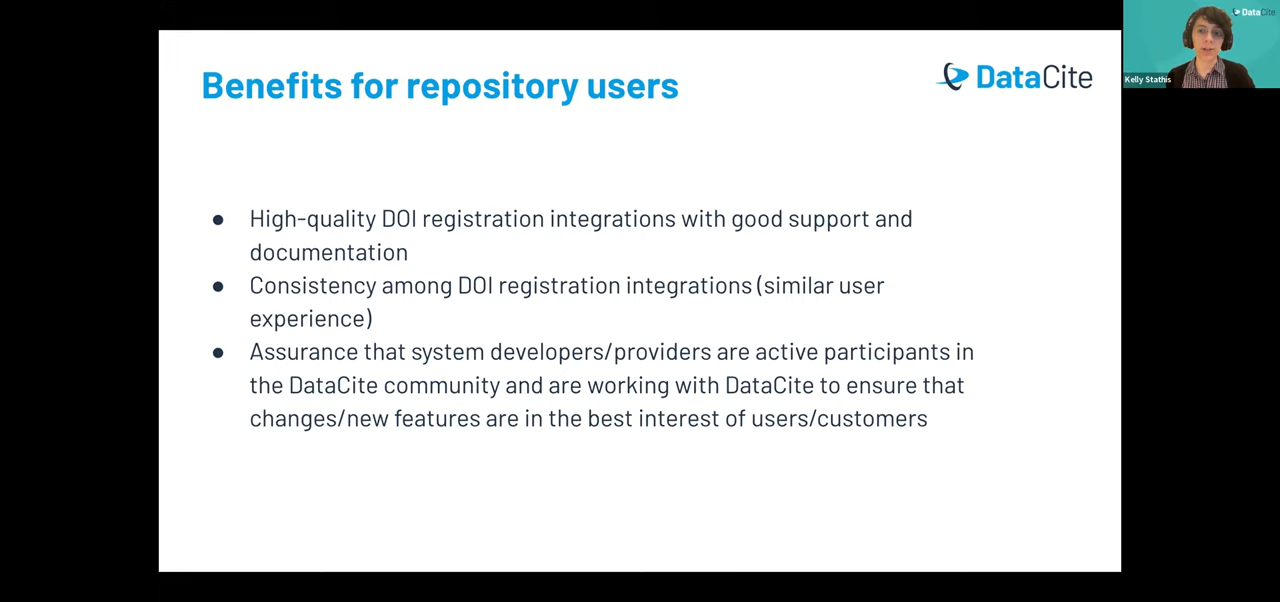 Benefits for repository users
DataCite
DataCite
Kelly Stathis
● High-quality DOI registration integrations with good support and
documentation
● Consistency among DOI registration integrations (similar user
experience)
● Assurance that system developers/providers are active participants in
the DataCite community and are working with DataCite to ensure that
changes/new features are in the best interest of users/customers